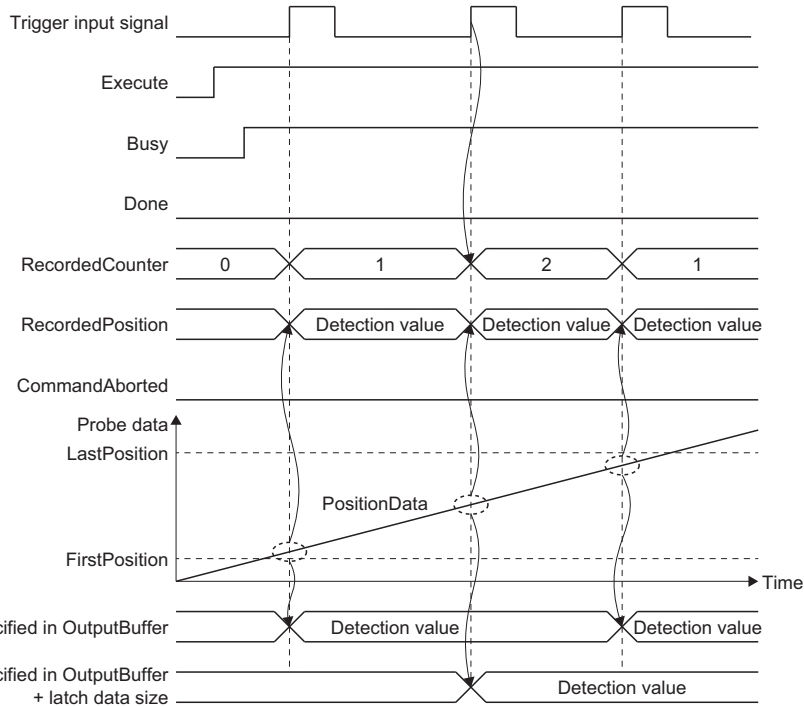 Trigger input signal
Execute
Busy
Done
RecordedCounter
0
1
2
1
RecordedPosition
Detection value
Detection value
Detection value
CommandAborted
Probe data
LastPosition
PositionData
FirstPosition
Time
in OutputBuffer
Detection value
Detection value
in OutputBuffer
+ latch data size
Detection value